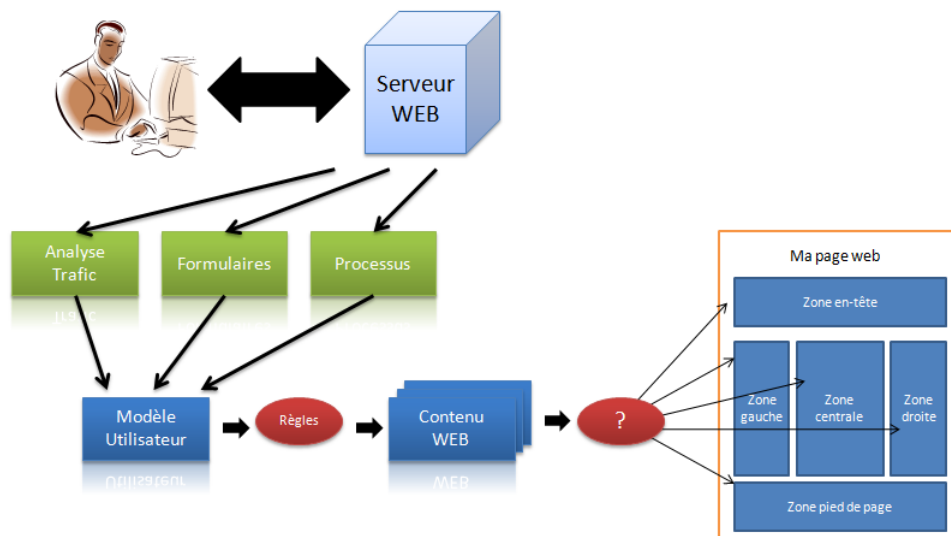 Serveur
WEB
Analyse
Trafic
Formulaires
Processus
Modèle
Utilisateur
Règles
Contenu
WEB
?
Ma page web
Zone en-tête
Zone
gauche
Zone
centrale
Zone
droite
Zone pied de page